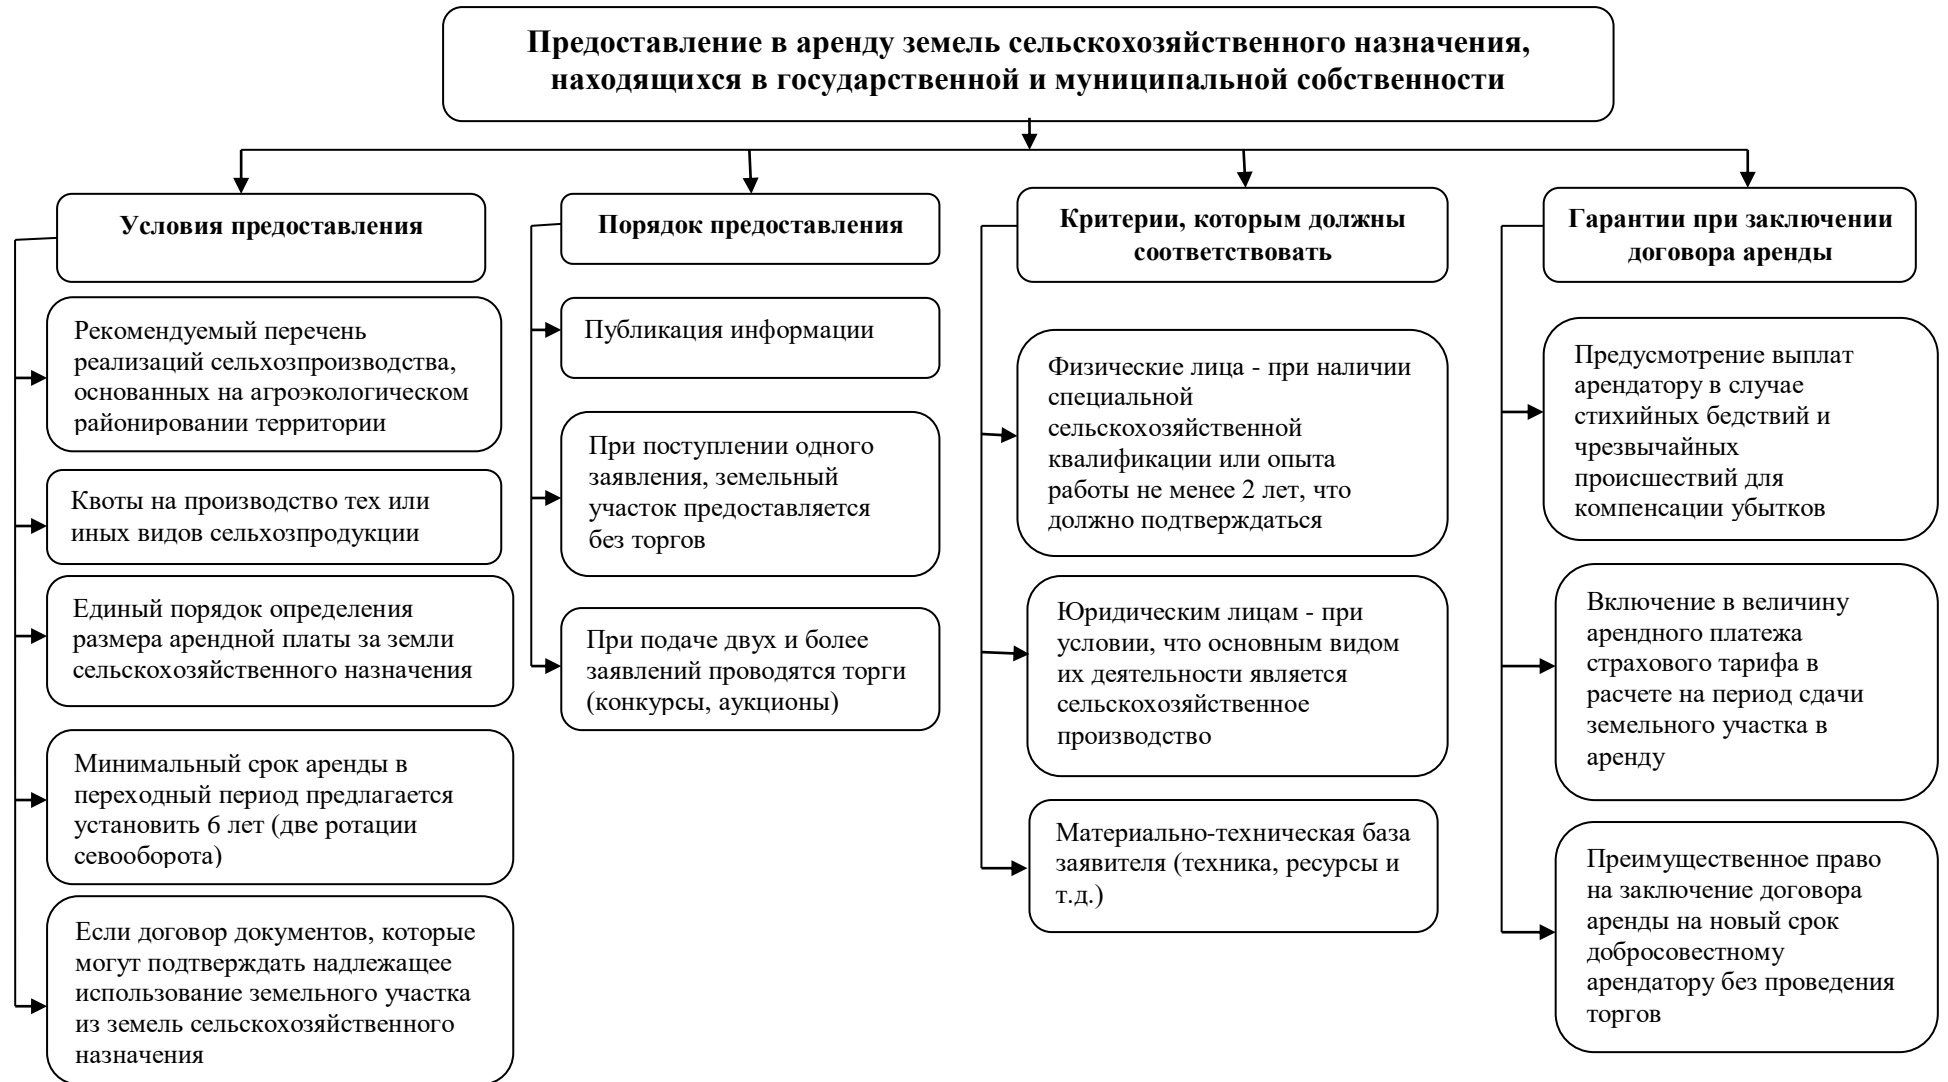 Предоставление в аренду земель сельскохозяйственного назначения,
находящихся в государственной и муниципальной собственности
Условия предоставления
Рекомендуемый перечень
реализаций сельхозпроизводства,
основанных на агроэкологическом
районировании территории
Квоты на производство тех или
иных видов сельхозпродукции
Единый порядок определения
размера арендной платы за земли
сельскохозяйственного назначения
Минимальный срок аренды в
переходный период предлагается
установить 6 лет (две ротации
севооборота)
Если договор документов, которые
могут подтверждать надлежащее
использование земельного участка
из земель сельскохозяйственного
назначения
Порядок предоставления
Публикация информации
При поступлении одного
заявления, земельный
участок предоставляется
без торгов
При подаче двух и более
заявлений проводятся торги
(конкурсы, аукционы)
Критерии, которым должны
соответствовать
Физические лица - при наличии
специальной
сельскохозяйственной
квалификации или опыта
работы не менее 2 лет, что
должно подтверждаться
Юридическим лицам - при
условии, что основным видом
их деятельности является
сельскохозяйственное
производство
Материально-техническая база
заявителя (техника, ресурсы и
т.д.)
Гарантии при заключении
договора аренды
Предусмотрение выплат
арендатору в случае
стихийных бедствий и
чрезвычайных
происшествий для
компенсации убытков
Включение в величину
арендного платежа
страхового тарифа в
расчете на период сдачи
земельного участка в
аренду
Преимущественное право
на заключение договора
аренды на новый срок
добросовестному
арендатору без проведения
торгов